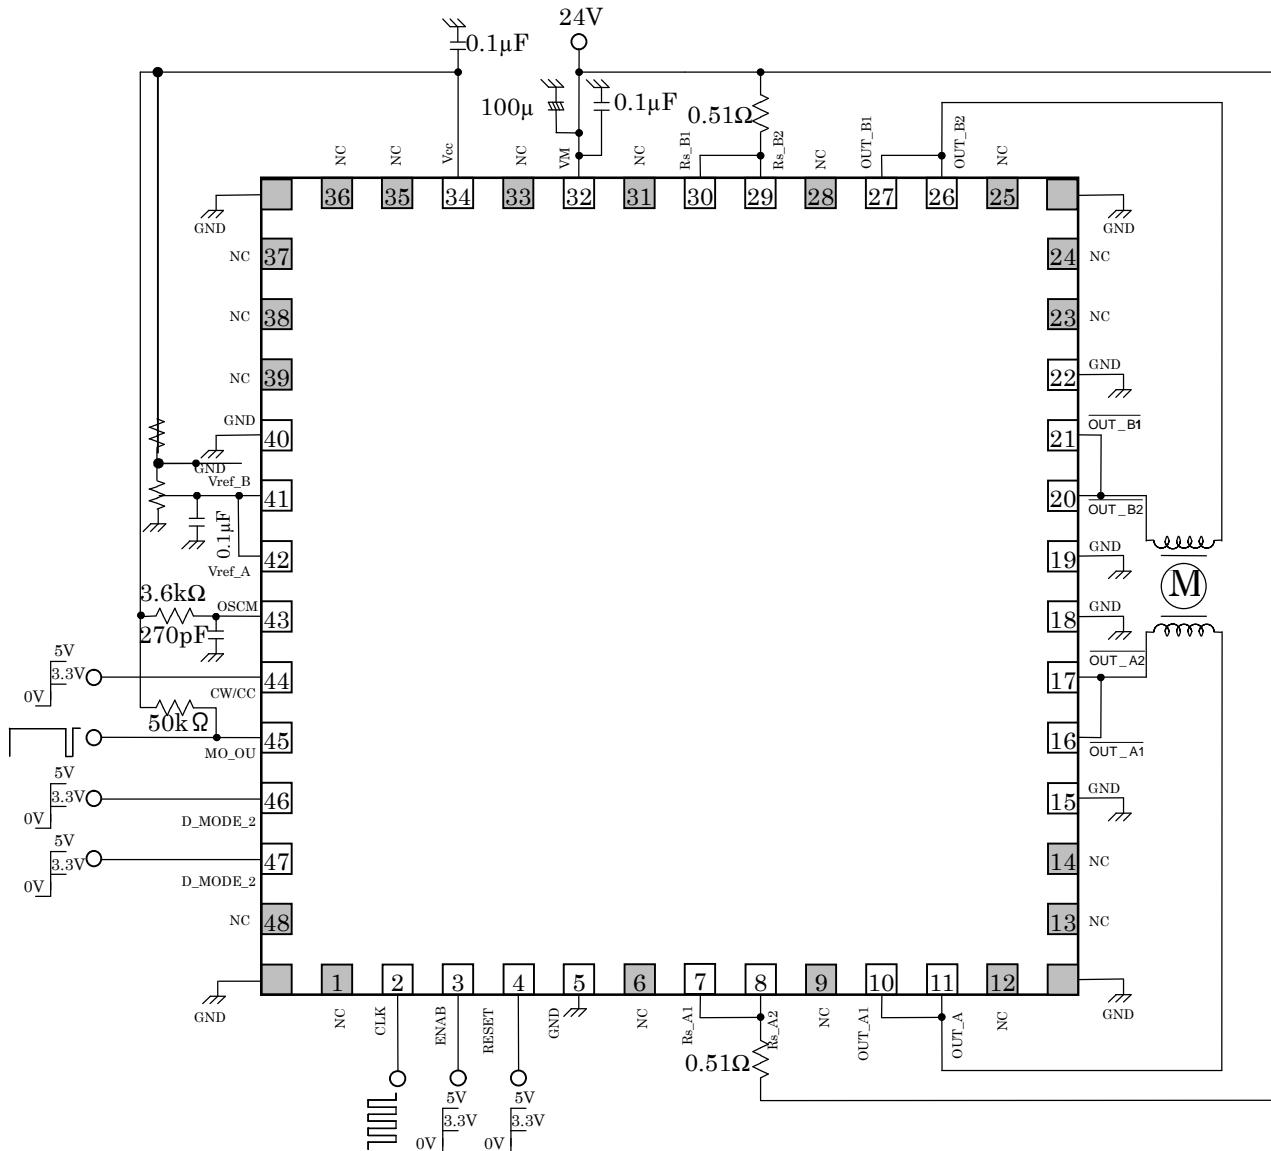 24V
0.1µF
100µ
0.1µF
0.51Ω
NC
NC
Vcc
NC
VM
NC
Rs_B1
Rs_B2
NC
OUT_B1
OUT_B2
NC
36
35
34
33
32
31
30
29
28
27
26
25
GND
GND
NC
37
24
NC
NC
38
23
NC
NC
39
22
GND
GND
40
21
OUT_B1
GND
Vref_B
41
20
OUT_B2
0.1µF
42
19
GND
Vref_A
3.6kΩ
OSCM
43
18
GND
270pF
M
5V
3.3V
0V
44
17
OUT_A2
CW/CC
50kΩ
45
16
OUT_A1
MO_OU
5V
3.3V
0V
46
15
GND
D_MODE_2
5V
3.3V
0V
47
14
NC
D_MODE_2
NC
48
13
NC
1
2
3
4
5
6
7
8
9
10
11
12
GND
GND
NC
CLK
ENAB
RESET
GND
NC
Rs_A1
Rs_A2
NC
OUT_A1
OUT_A
NC
0.51Ω
5V
3.3V
0V
5V
3.3V
0V